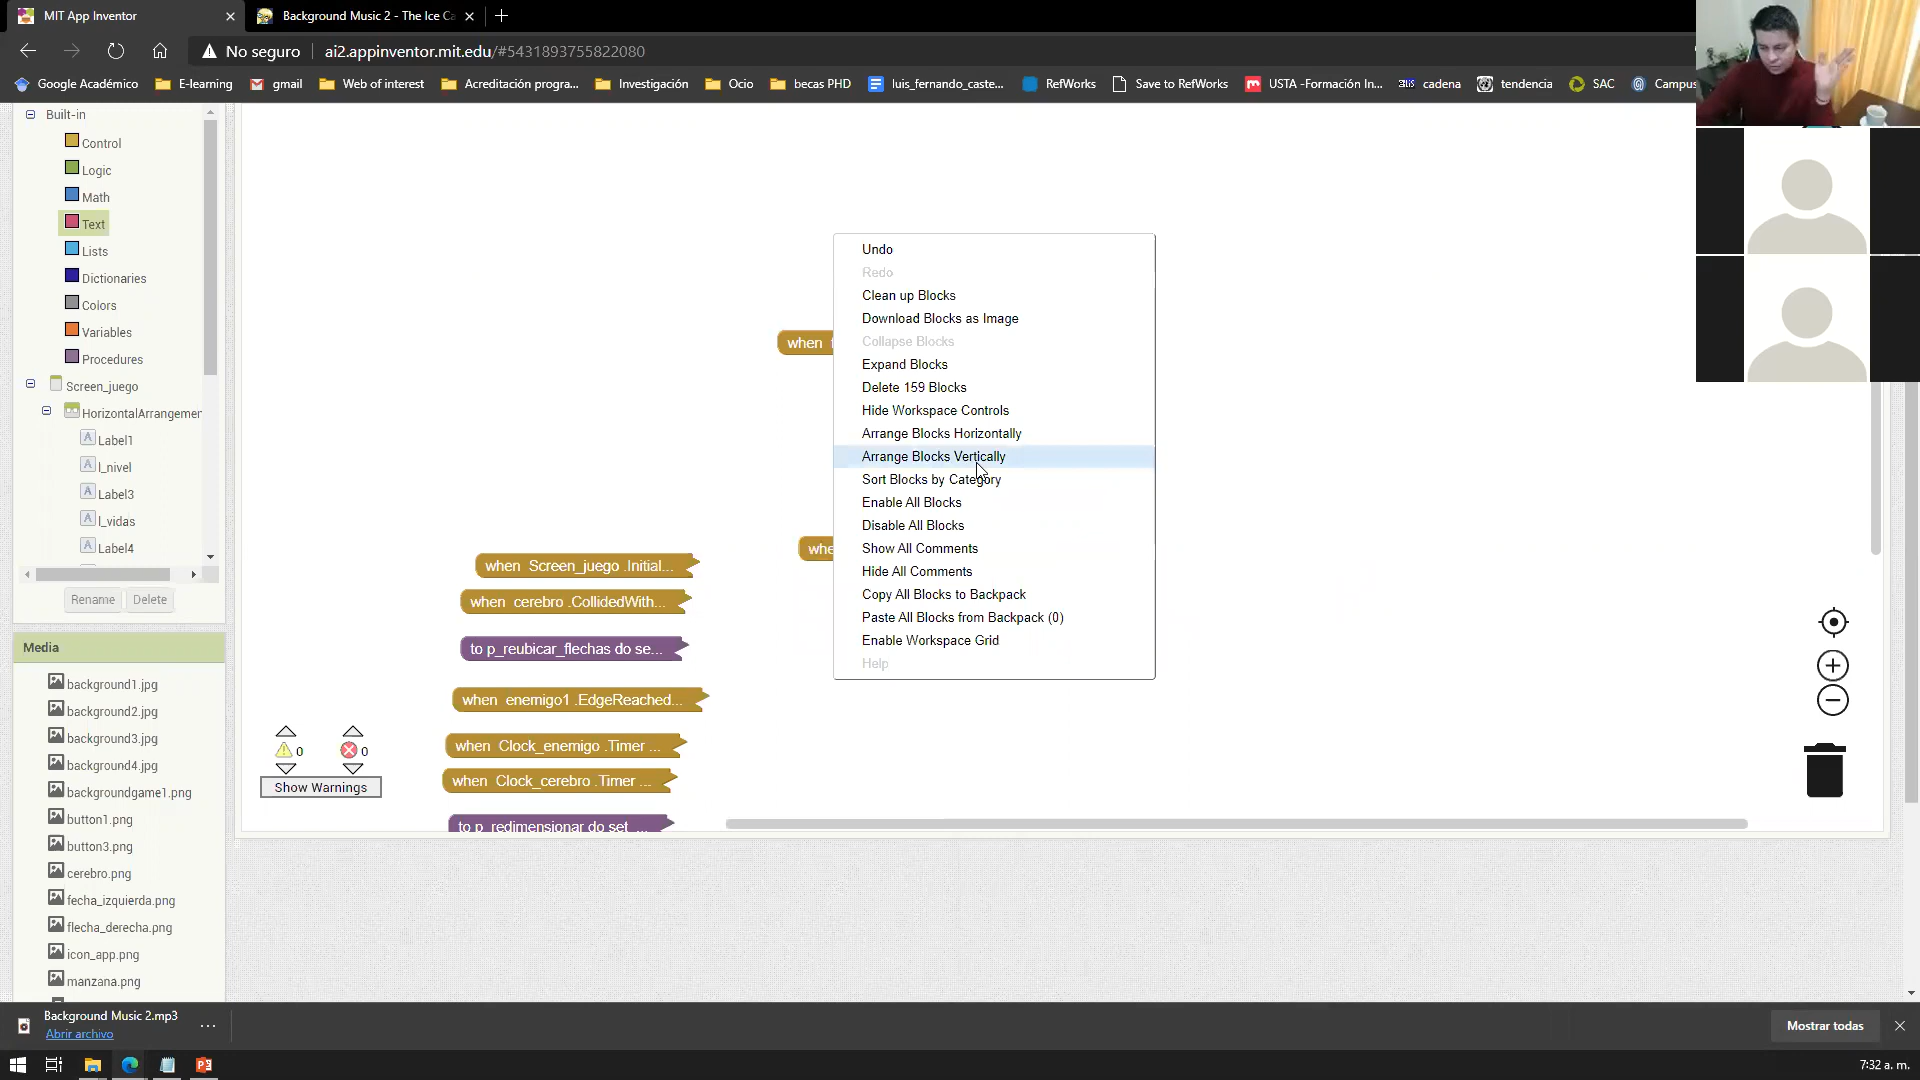 MIT App Inventor
Background Music 2 - The Ice Ca
No seguro
ai2.appinventor.mit.edu/#5431893755822080
Google Académico
E-learning
gmail
Web of interest
Acreditación progra...
Investigación
Ocio
becas PHD
luis_fernando_caste...
RefWorks
Save to RefWorks
USTA -Formación In...
cadena
tendencia
SAC
Campus
Built-in
Control
Logic
Math
Text
Lists
Dictionaries
Colors
Variables
Procedures
Screen_juego
HorizontalArrangemer
Label1
l_nivel
Label3
l_vidas
Label4
Rename
Delete
Media
background1.jpg
background2.jpg
background3.jpg
background4.jpg
backgroundgame1.png
button1.png
button3.png
cerebro.png
fecha_izquierda.png
flecha_derecha.png
icon_app.png
manzana.png
when
when Screen_juego .Initial...
when cerebro .CollidedWith...
to p_reubicar_flechas do se...
when enemigo1 .EdgeReached...
when Clock_enemigo .Timer ...
when Clock_cerebro .Timer ...
to p_redimensionar do set ...
0
0
Show Warnings
Undo
Redo
Clean up Blocks
Download Blocks as Image
Collapse Blocks
Expand Blocks
Delete 159 Blocks
Hide Workspace Controls
Arrange Blocks Horizontally
Arrange Blocks Vertically
Sort Blocks by Category
Enable All Blocks
Disable All Blocks
Show All Comments
Hide All Comments
Copy All Blocks to Backpack
Paste All Blocks from Backpack (0)
Enable Workspace Grid
Help
Background Music 2.mp3
Abrir archivo
Mostrar todas
7:32 a. m.